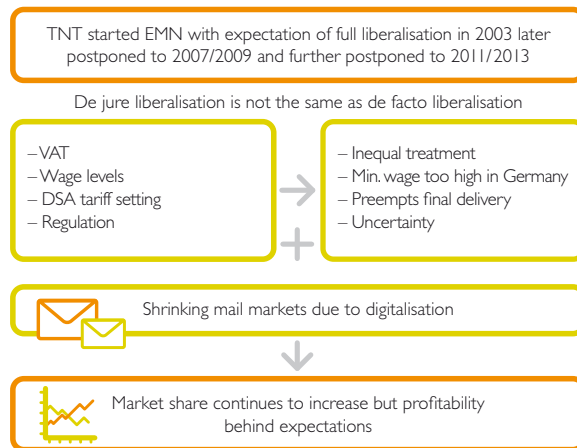 TNT started EMN with expectation of full liberalisation in 2003 later
postponed to 2007/2009 and further postponed to 2011/2013
De jure liberalisation is not the same as de facto liberalisation
– VAT
– Wage levels
– DSA tariff setting
– Regulation
– Inequal treatment
– Min. wage too high in Germany
– Preempts final delivery
– Uncertainty
Shrinking mail markets due to digitalisation
Market share continues to increase but profitability
behind expectations